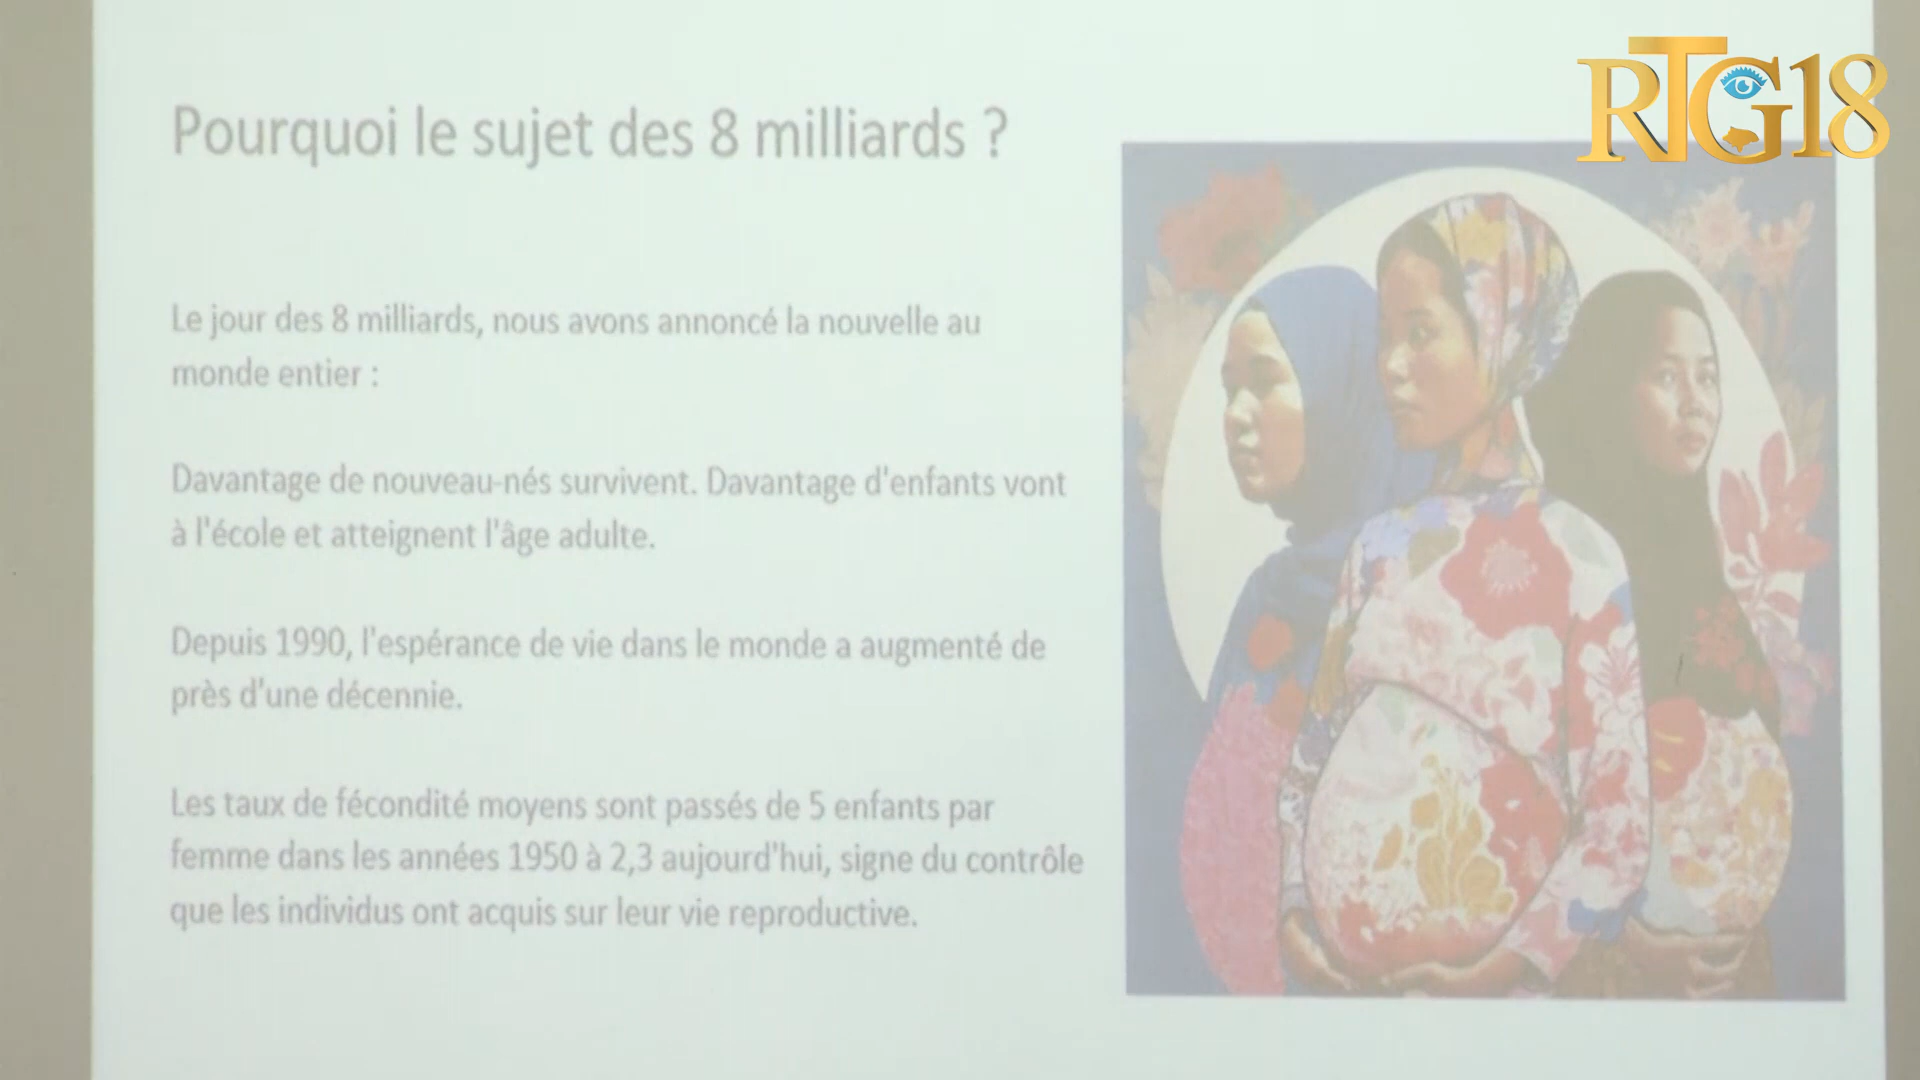 RTG18
Pourquoi le sujet des 8 milliards ?
Le jour des 8 milliards, nous avons annoncé la nouvelle au
monde entier :
Davantage de nouveau-nés survivent. Davantage d'enfants vont
à l'école et atteignent l'âge adulte.
Depuis 1990, l'espérance de vie dans le monde a augmenté de
près d'une décennie.
Les taux de fécondité moyens sont passés de 5 enfants par
femme dans les années 1950 à 2,3 aujourd'hui, signe du contrôle
que les individus ont acquis sur leur vie reproductive.